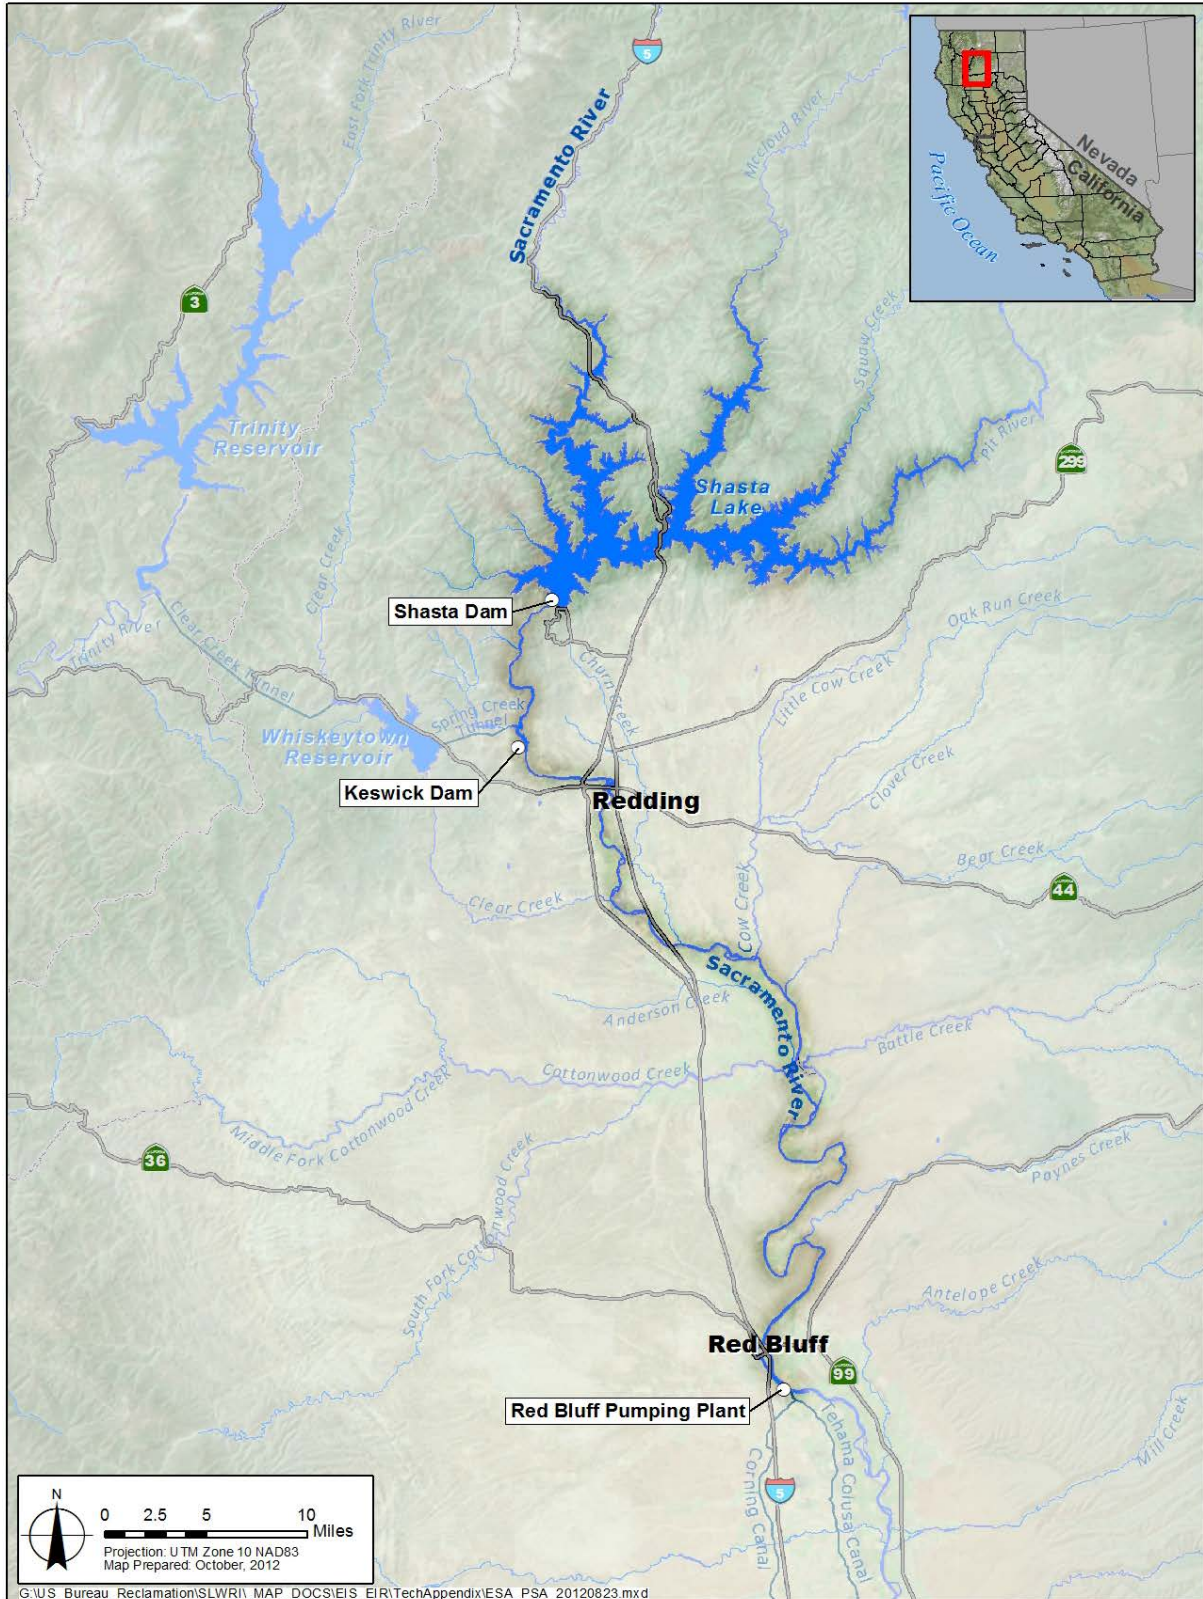 East Fork Trinity River
5
Sacramento River
Mccloud River
Nevada
California
Pacific Ocean
3
Squaw Creek
Trinity
Reservoir
Pit River
299
Shasta
Lake
Clear Creek
Shasta Dam
Oak Run Creek
Trinity River
Clear Creek Tunnel
Churn Creek
Little Cow Creek
Spring Creek
Tunnel
Whiskeytown
Reservoir
Keswick Dam
Clover Creek
Redding
Bear Creek
44
Clear Creek
Cow Creek
Sacramento River
Anderson Creek
Battle Creek
Cottonwood Creek
Middle Fork Cottonwood Creek
36
Paynes Creek
South Fork Cottonwood Creek
Antelope Creek
Red Bluff
99
Red Bluff Pumping Plant
Mill Creek
Tehama Colusa Canal
Corning Canal
5
N
0 2.5 5 10
Miles
Projection: UTM Zone 10 NAD83
Map Prepared: October, 2012
G:\US_Bureau_Reclamation\SLWRI\_MAP_DOCS\EIS_EIR\TechAppendix\ESA_PSA_20120823.mxd